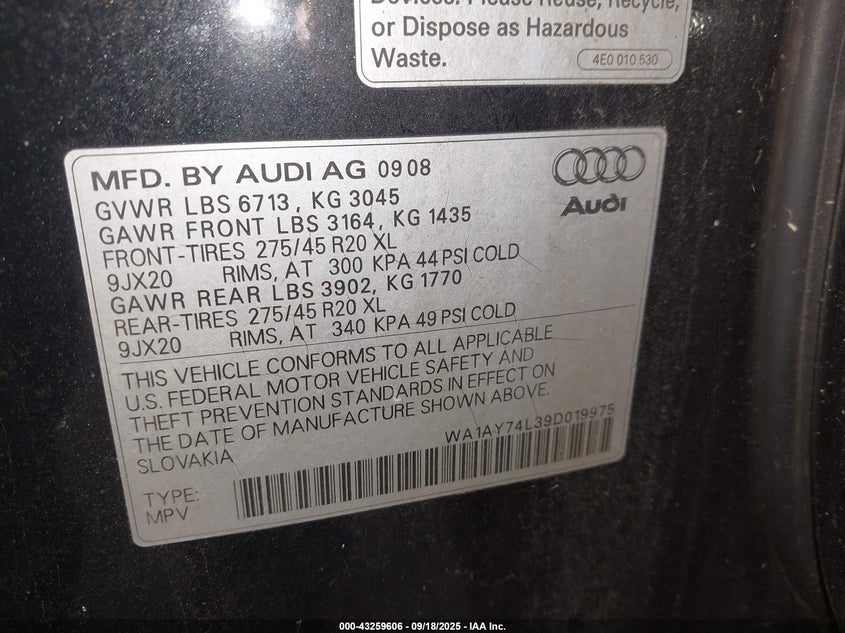 Devices. Please Reuse, Recycle,
or Dispose as Hazardous
Waste.
4E0 010 530
MFD. BY AUDI AG 09 08
GVWR LBS 6713, KG 3045
GAWR FRONT LBS 3164, KG 1435
FRONT-TIRES 275/45 R20 XL
9JX20 RIMS, AT 300 KPA 44 PSI COLD
GAWR REAR LBS 3902, KG 1770
REAR-TIRES 275/45 R20 XL
9JX20 RIMS, AT 340 KPA 49 PSI COLD
Audi
THIS VEHICLE CONFORMS TO ALL APPLICABLE
U.S. FEDERAL MOTOR VEHICLE SAFETY AND
THEFT PREVENTION STANDARDS IN EFFECT ON
THE DATE OF MANUFACTURE SHOWN ABOVE.
SLOVAKIA
WA1AY74L39D019975
TYPE:
MPV
000-43259606 - 09/18/2025 - IAA Inc.